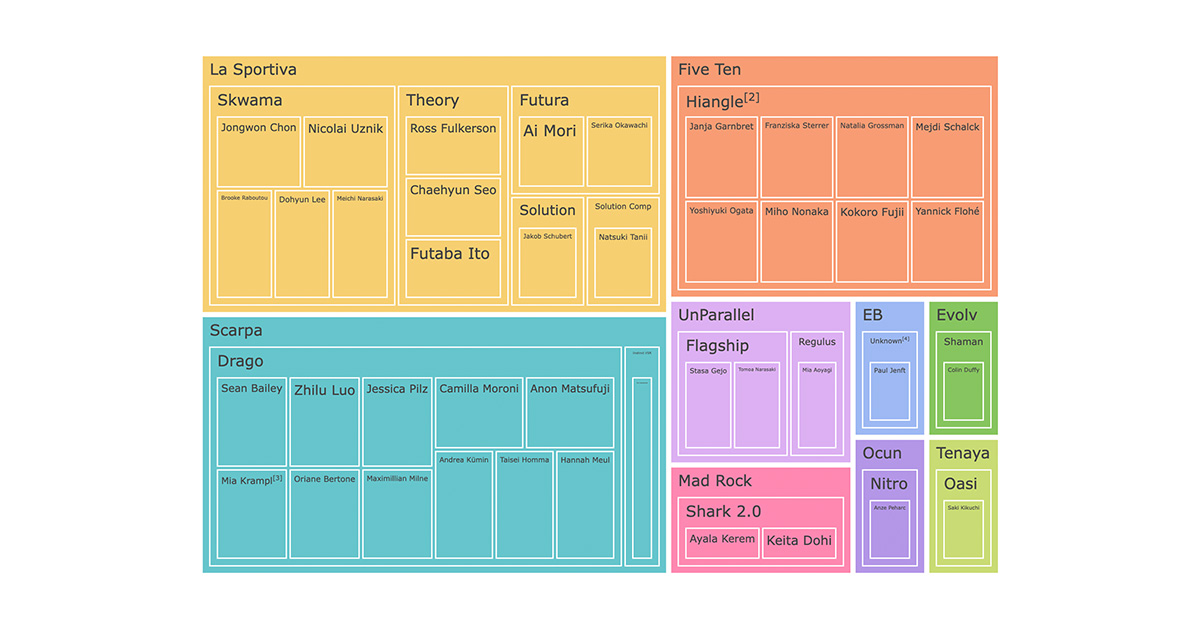 La Sportiva
Skwama
Jongwon Chon
Nicolai Uznik
Brooke Raboutou
Dohyun Lee
Meichi Narasaki
Theory
Ross Fulkerson
Chaehyun Seo
Futaba Ito
Futura
Ai Mori
Serika Okawachi
Solution
Jakob Schubert
Solution Comp
Natsuki Tanii
Five Ten
Hiangle[2]
Janja Garnbret
Franziska Sterrer
Natalia Grossman
Mejdi Schalck
Yoshiyuki Ogata
Miho Nonaka
Kokoro Fujii
Yannick Flohé
Scarpa
Drago
Sean Bailey
Zhilu Luo
Jessica Pilz
Camilla Moroni
Anon Matsufuji
Mia Krampl[3]
Oriane Bertone
Maximillian Milne
Andrea Kümin
Taisei Homma
Hannah Meul
UnParallel
Flagship
Stasa Gejo
Tomoa Narasaki
Regulus
Mia Aoyagi
Mad Rock
Shark 2.0
Ayala Kerem
Keita Dohi
EB
Unknown[4]
Paul Jenft
Evolv
Shaman
Colin Duffy
Ocun
Nitro
Anze Peharc
Tenaya
Oasi
Saki Kikuchi